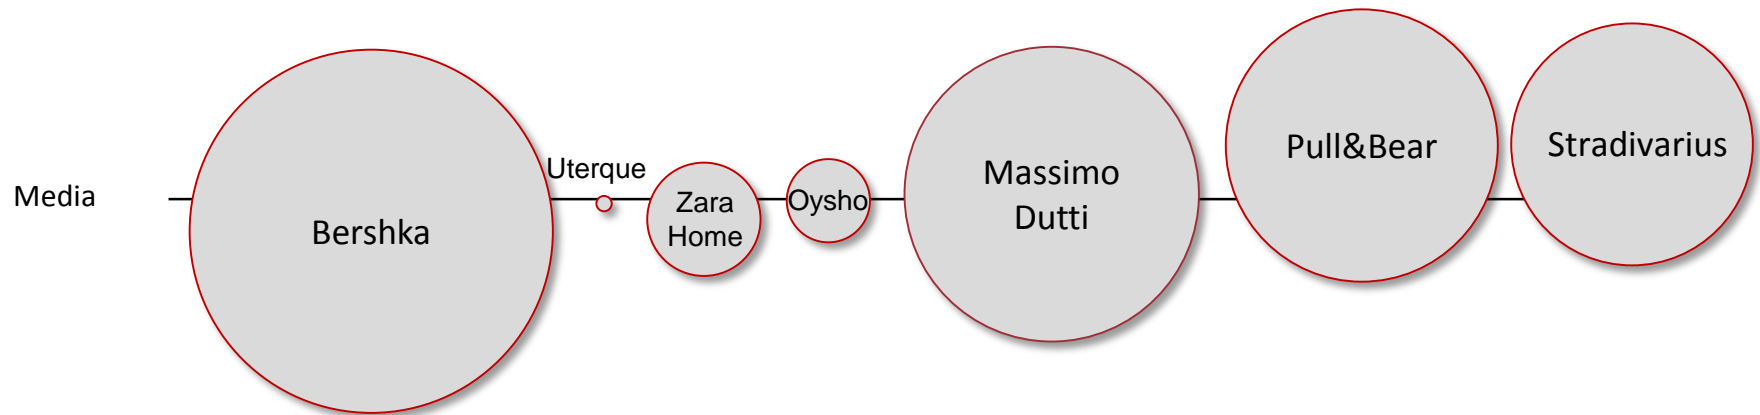 Media
Bershka
Uterque
Zara
Home
Oysho
Massimo
Dutti
Pull&Bear
Stradivarius